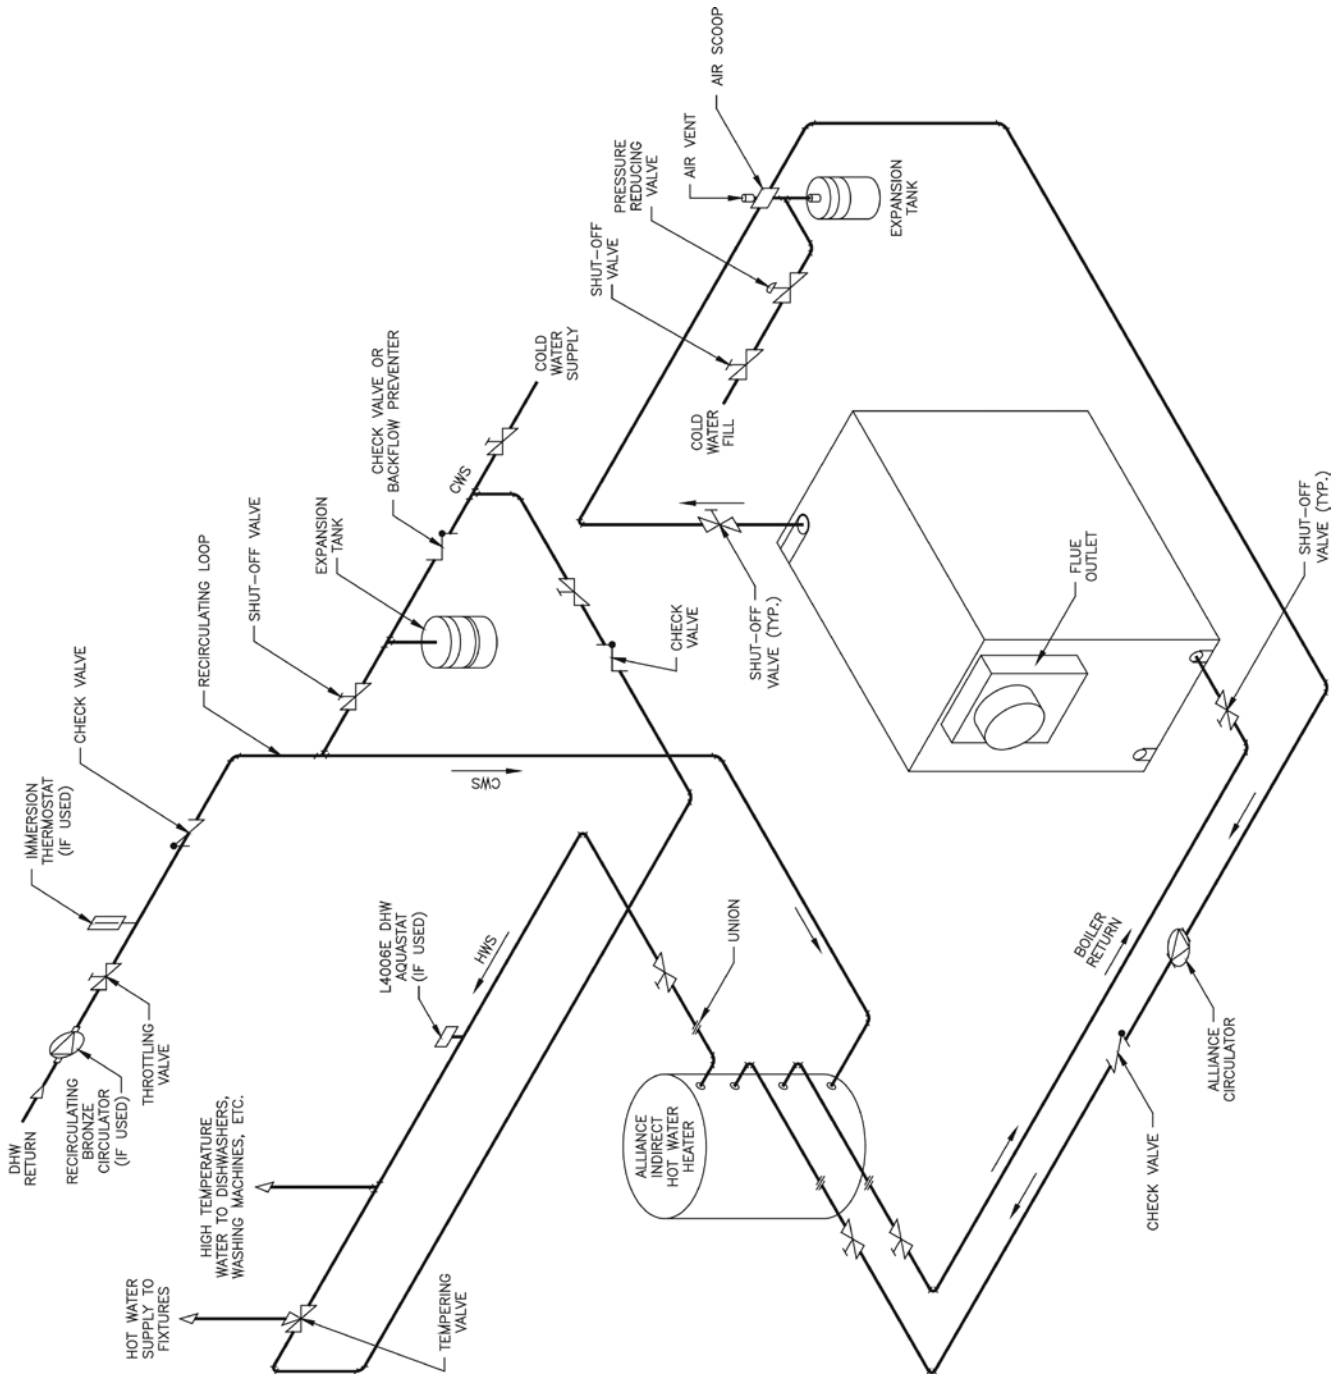 AIR SCOOP
AIR VENT
PRESSURE
REDUCING
VALVE
SHUT-OFF
VALVE
EXPANSION
TANK
COLD
WATER
FILL
COLD
WATER
SUPPLY
CHECK VALVE OR
BACKFLOW PREVENTER
CWS
SHUT-OFF VALVE
EXPANSION
TANK
RECIRCULATING LOOP
CHECK VALVE
IMMERSION
THERMOSTAT
(IF USED)
THROTTLING
VALVE
RECIRCULATING
BRONZE
CIRCULATOR
(IF USED)
DHW
RETURN
CWS
CHECK
VALVE
SHUT-OFF
VALVE (TYP.)
FLUE
OUTLET
SHUT-OFF
VALVE (TYP.)
L4006E DHW
AQUASTAT
(IF USED)
HWS
UNION
HIGH TEMPERATURE
WATER TO DISHWASHERS,
WASHING MACHINES, ETC.
HOT WATER
SUPPLY TO
FIXTURES
TEMPERING
VALVE
ALLIANCE
INDIRECT
HOT WATER
HEATER
BOILER
RETURN
ALLIANCE
CIRCULATOR
CHECK VALVE